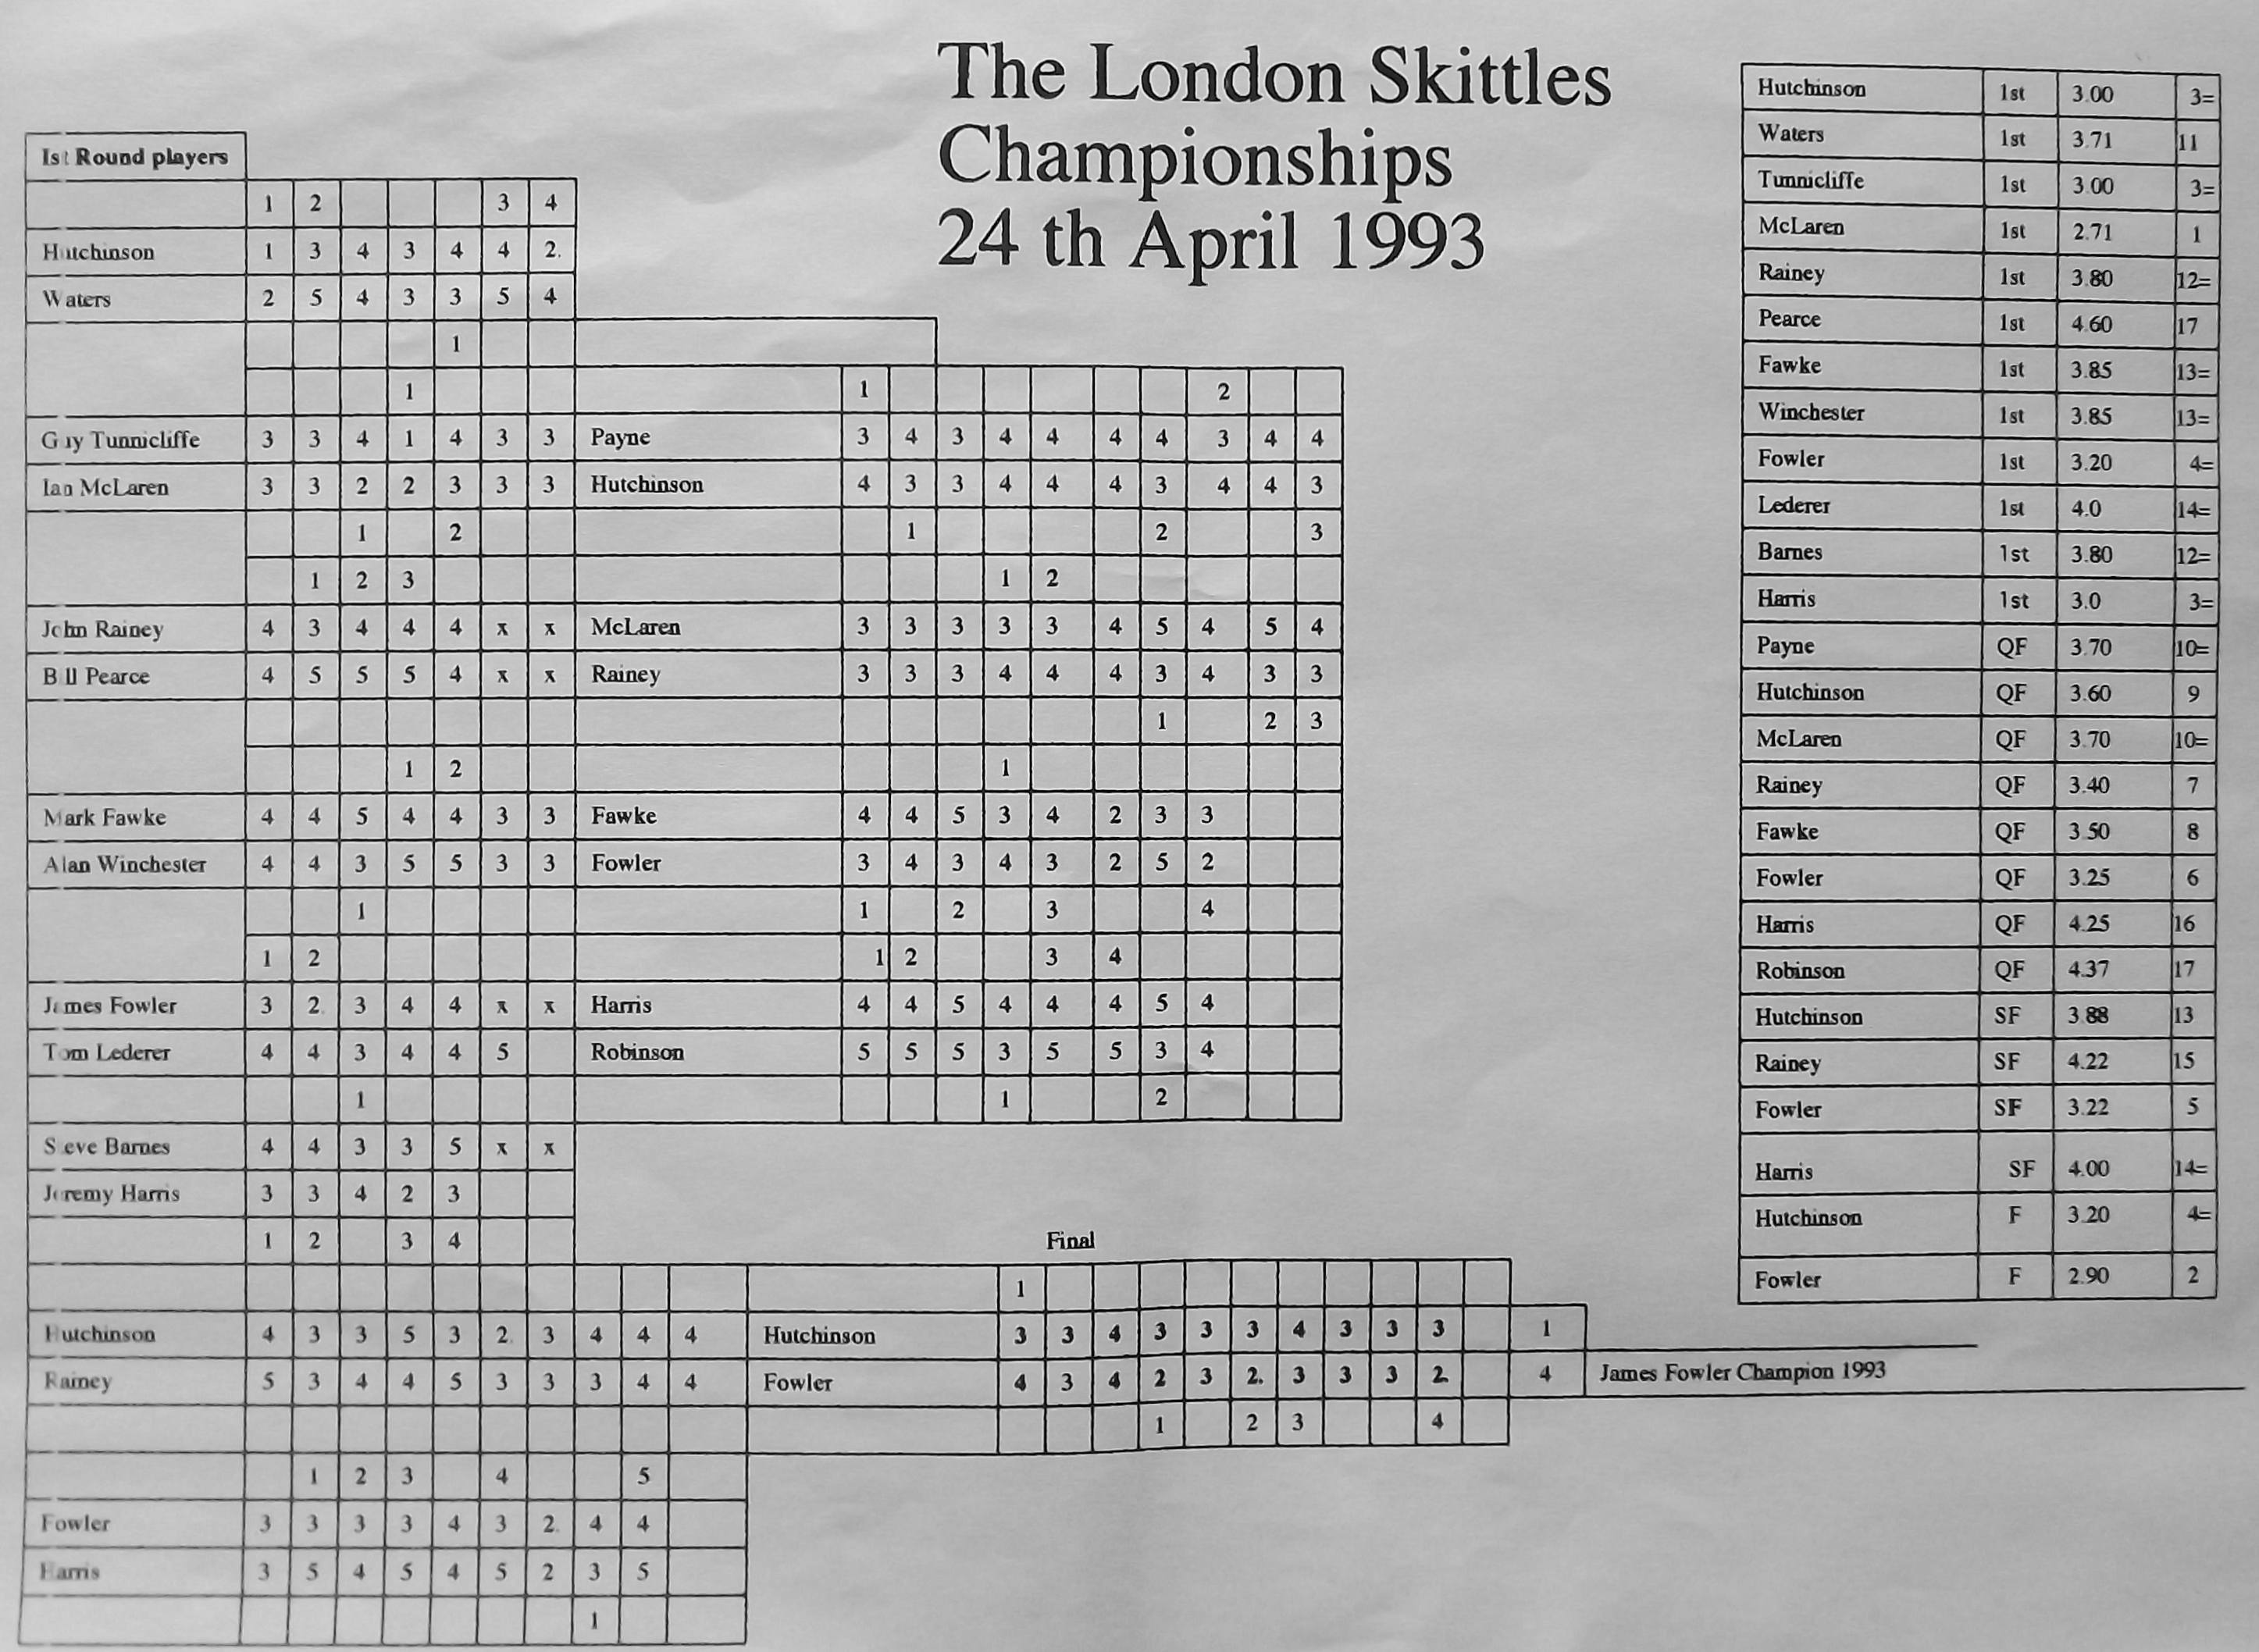 The London Skittles
Championships
24 th April 1993
Ist Round players
1 2 3 4
Hutchinson 1 3 4 3 4 4 2.
Waters 2 5 4 3 3 5 4
1
1
Guy Tunnicliffe 3 3 4 1 4 3 3
Ian McLaren 3 3 2 2 3 3 3
1 2
1 2 3
John Rainey 4 3 4 4 4 x x
Bill Pearce 4 5 5 5 4 x x
1 2
Mark Fawke 4 4 5 4 4 3 3
Alan Winchester 4 4 3 5 5 3 3
1
1 2
James Fowler 3 2. 3 4 4 x x
Tom Lederer 4 4 3 4 4 5
1
Steve Barnes 4 4 3 3 5 x x
Jeremy Harris 3 3 4 2 3
1 2 3 4
1 2
Payne 3 4 3 4 4 4 4 3 4 4
Hutchinson 4 3 3 4 4 4 3 4 4 3
1 2 3
1 2
McLaren 3 3 3 3 3 4 5 4 5 4
Rainey 3 3 3 4 4 4 3 4 3 3
1 2 3
1
Fawke 4 4 5 3 4 2 3 3
Fowler 3 4 3 4 3 2 5 2
1 2 3 4
1 2 3 4
Harris 4 4 5 4 4 4 5 4
Robinson 5 5 5 3 5 5 3 4
1 2
Hutchinson 4 3 3 5 3 2. 3 4 4 4
Rainey 5 3 4 4 5 3 3 3 4 4
1 2 3 4 5
Fowler 3 3 3 3 4 3 2. 4 4
Harris 3 5 4 5 4 5 2 3 5
1
Final
1
Hutchinson 3 3 4 3 3 3 4 3 3 3 1
Fowler 4 3 4 2 3 2. 3 3 3 2. 4 James Fowler Champion 1993
1 2 3 4
Hutchinson 1st 3.00 3=
Waters 1st 3.71 11
Tunnicliffe 1st 3.00 3=
McLaren 1st 2.71 1
Rainey 1st 3.80 12=
Pearce 1st 4.60 17
Fawke 1st 3.85 13=
Winchester 1st 3.85 13=
Fowler 1st 3.20 4=
Lederer 1st 4.0 14=
Barnes 1st 3.80 12=
Harris 1st 3.0 3=
Payne QF 3.70 10=
Hutchinson QF 3.60 9
McLaren QF 3.70 10=
Rainey QF 3.40 7
Fawke QF 3.50 8
Fowler QF 3.25 6
Harris QF 4.25 16
Robinson QF 4.37 17
Hutchinson SF 3.88 13
Rainey SF 4.22 15
Fowler SF 3.22 5
Harris SF 4.00 14=
Hutchinson F 3.20 4=
Fowler F 2.90 2